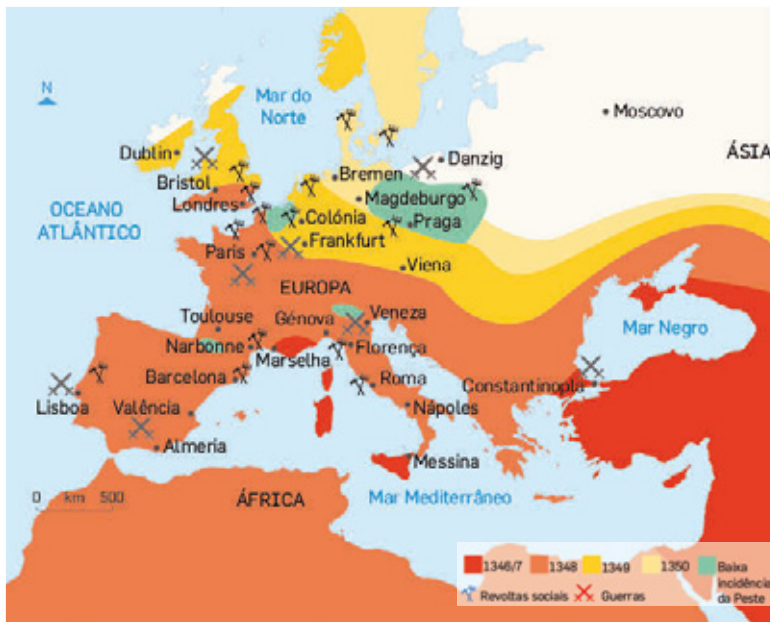 N
Mar do
Norte
Moscovo
ÁSIA
Dublin
Danzig
Bremen
Bristol
Magdeburgo
Londres
OCEANO
ATLÂNTICO
Colónia
Praga
Frankfurt
Paris
Viena
EUROPA
Toulouse
Génova
Veneza
Mar Negro
Narbonne
Marselha
Florença
Barcelona
Roma
Constantinopla
Lisboa
Valência
Nápoles
Almeria
Messina
0 km 500
ÁFRICA
Mar Mediterrâneo
1346/7
1348
1349
1350
Baixa
incidência
da Peste
Revoltas sociais
Guerras